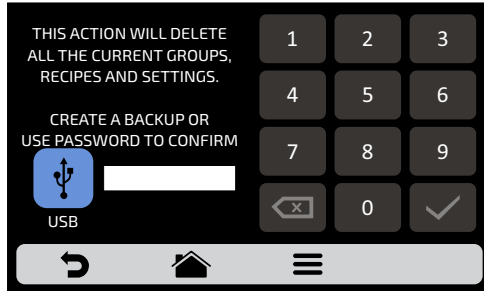 THIS ACTION WILL DELETE
ALL THE CURRENT GROUPS,
RECIPES AND SETTINGS.
CREATE A BACKUP OR
USE PASSWORD TO CONFIRM
USB
1 2 3
4 5 6
7 8 9
0